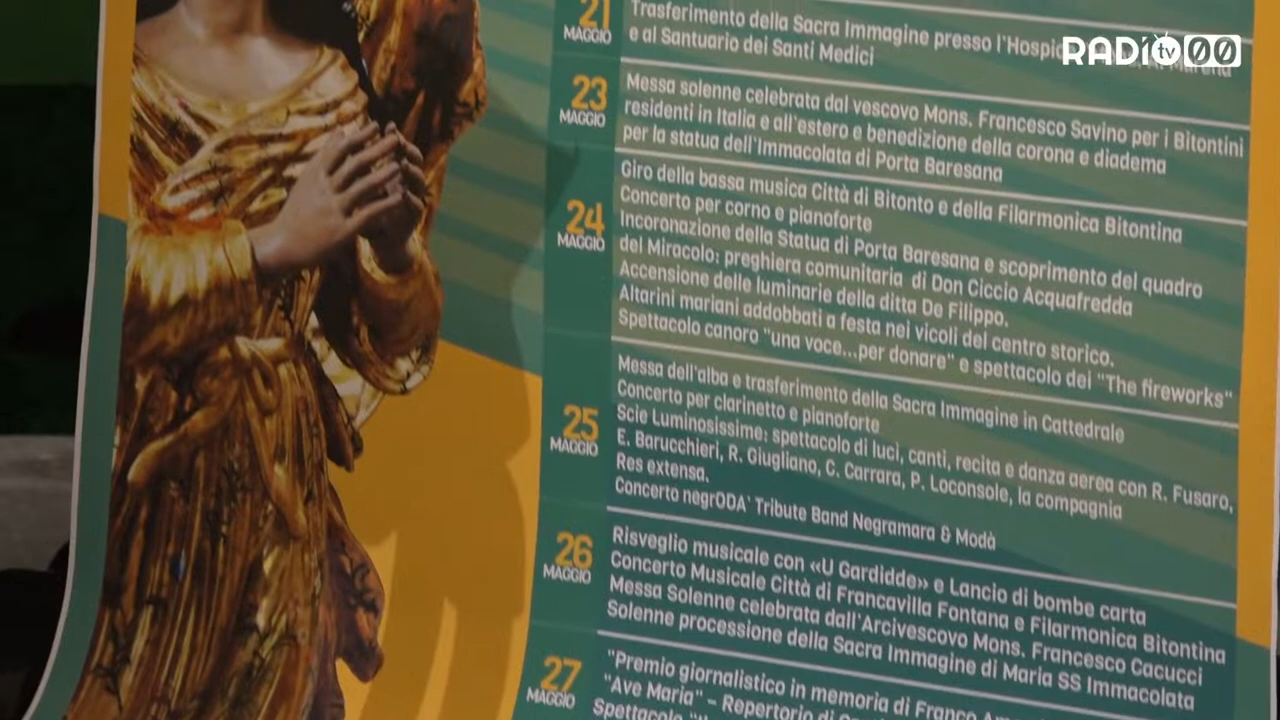 RADIO tv 00
21
MAGGIO
Trasferimento della Sacra Immagine presso l'Hospice
e al Santuario dei Santi Medici
23
MAGGIO
Messa solenne celebrata dal vescovo Mons. Francesco Savino per i Bitontini
residenti in Italia e all'estero e benedizione della corona e diadema
per la statua dell'Immacolata di Porta Baresana
24
MAGGIO
Giro della bassa musica Città di Bitonto e della Filarmonica Bitontina
Concerto per corno e pianoforte
Incoronazione della Statua di Porta Baresana e scoprimento del quadro
del Miracolo: preghiera comunitaria di Don Ciccio Acquafredda
Accensione delle luminarie della ditta De Filippo.
Altarini mariani addobbati a festa nei vicoli del centro storico.
Spettacolo canoro "una voce...per donare" e spettacolo dei "The fireworks"
25
MAGGIO
Messa dell'alba e trasferimento della Sacra Immagine in Cattedrale
Concerto per clarinetto e pianoforte
Scie Luminosissime: spettacolo di luci, canti, recita e danza aerea con R. Fusaro,
E. Barucchieri, R. Giugliano, C. Carrara, P. Loconsole, la compagnia
Res extensa.
Concerto negrODA' Tribute Band Negramara & Modà
26
MAGGIO
Risveglio musicale con «U Gardidde» e Lancio di bombe carta
Concerto Musicale Città di Francavilla Fontana e Filarmonica Bitontina
Messa Solenne celebrata dall'Arcivescovo Mons. Francesco Cacucci
Solenne processione della Sacra Immagine di Maria SS Immacolata
27
MAGGIO
"Premio giornalistico in memoria di Franco
"Ave Maria" - Repertorio di
Spettacolo